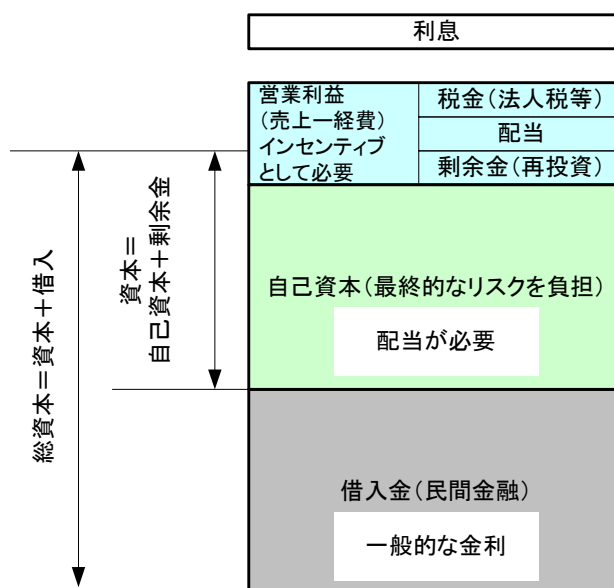 利息
営業利益
(売上ー経費)
インセンティブ
として必要
税金(法人税等)
配当
剰余金(再投資)
資本=
自己資本+剰余金
総資本=資本+借入
自己資本(最終的なリスクを負担)
配当が必要
借入金(民間金融)
一般的な金利